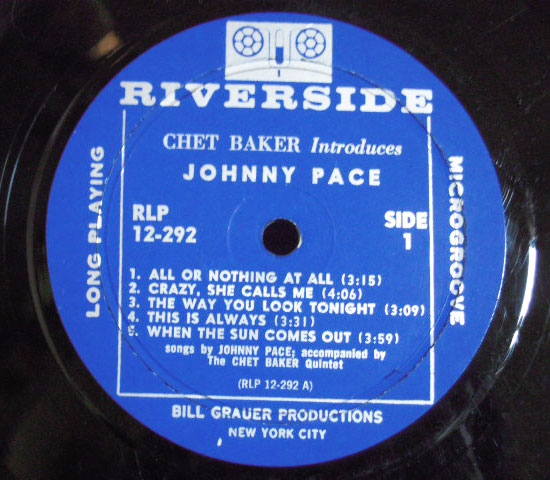 RIVERSIDE
CHET BAKER Introduces
JOHNNY PACE
LONG PLAYING
MICROGROOVE
RLP
12-292
SIDE
1
1. ALL OR NOTHING AT ALL (3:15)
2. CRAZY, SHE CALLS ME (4:06)
3. THE WAY YOU LOOK TONIGHT (3:09)
4. THIS IS ALWAYS (3:31)
5. WHEN THE SUN COMES OUT (3:59)
songs by JOHNNY PACE; accompanied by
The CHET BAKER Quintet
(RLP 12-292 A)
BILL GRAUER PRODUCTIONS
NEW YORK CITY